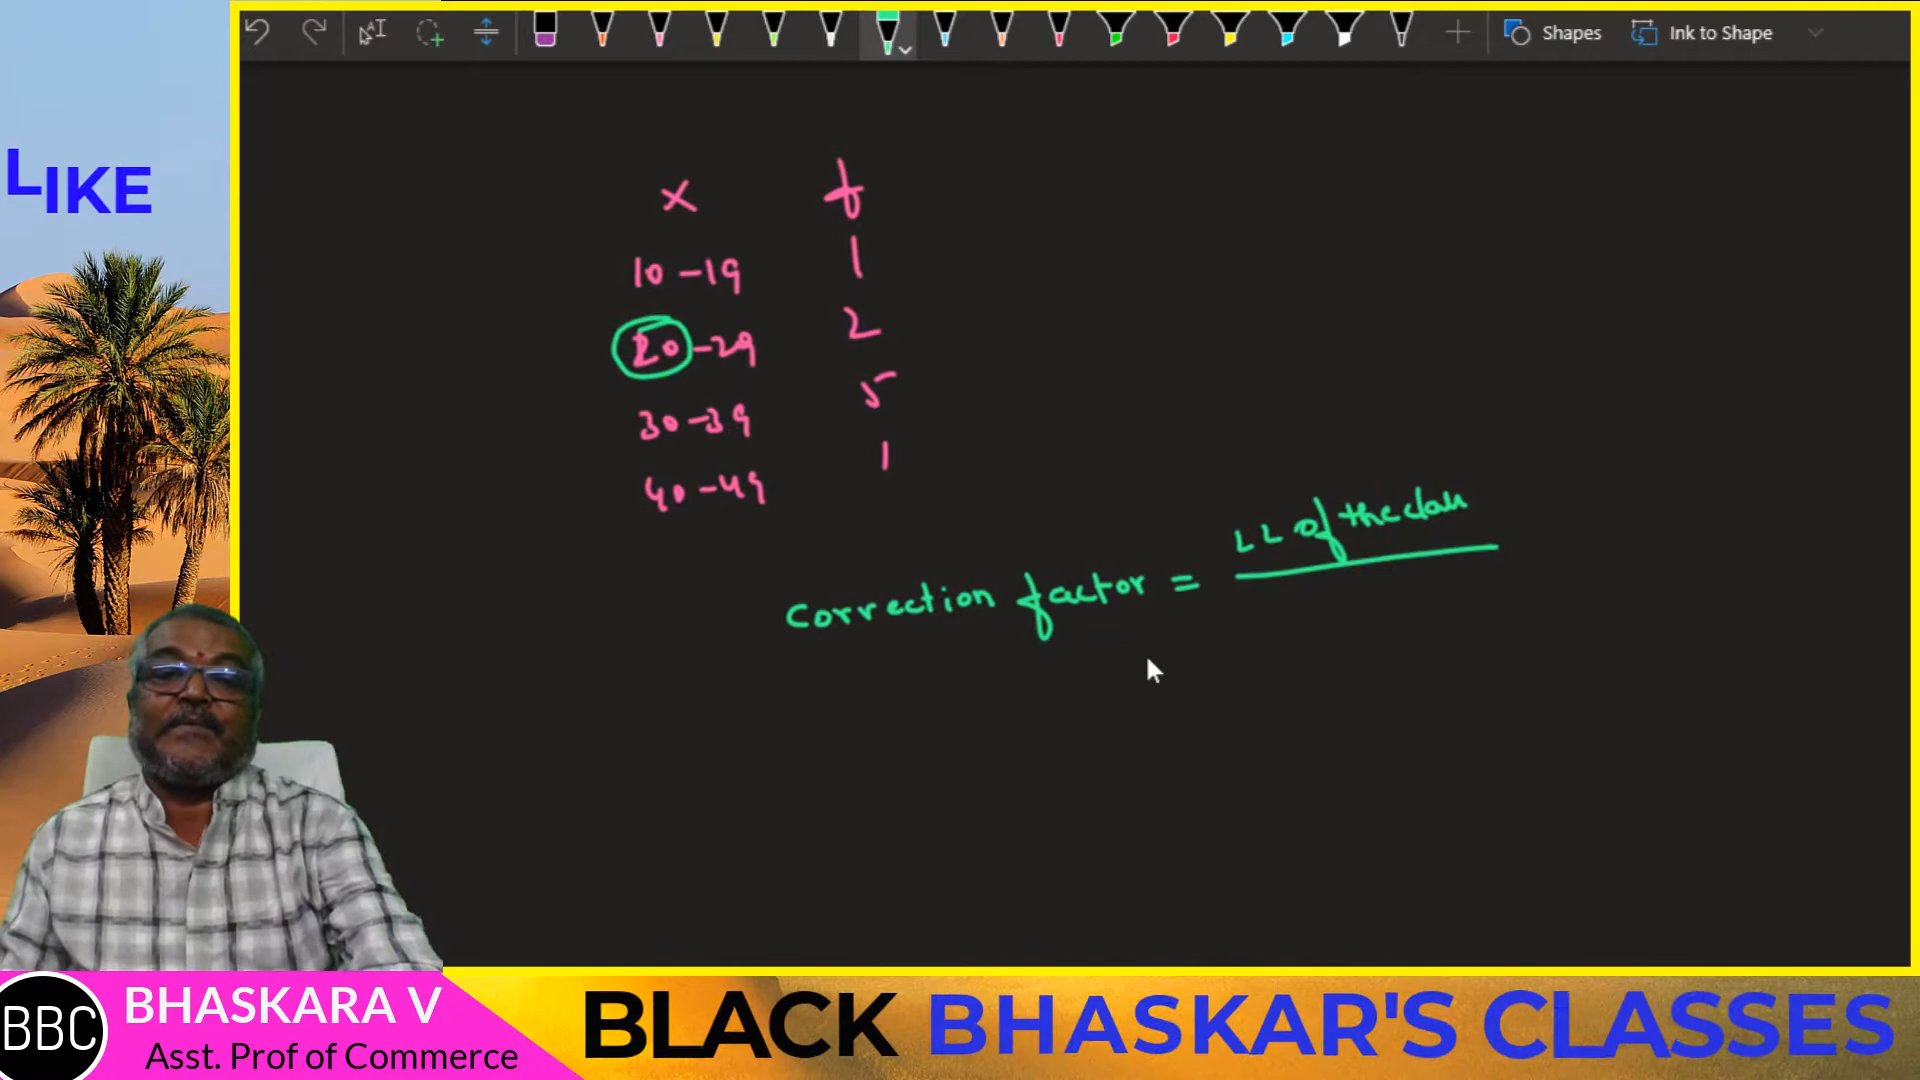 Shapes Ink to Shape
LIKE
x f
10-19 1
20-29 2
30-39 5
40-49 1
LL of the class
correction factor =
BBC BHASKARA V
Asst. Prof of Commerce
BLACK BHASKAR'S CLASSES